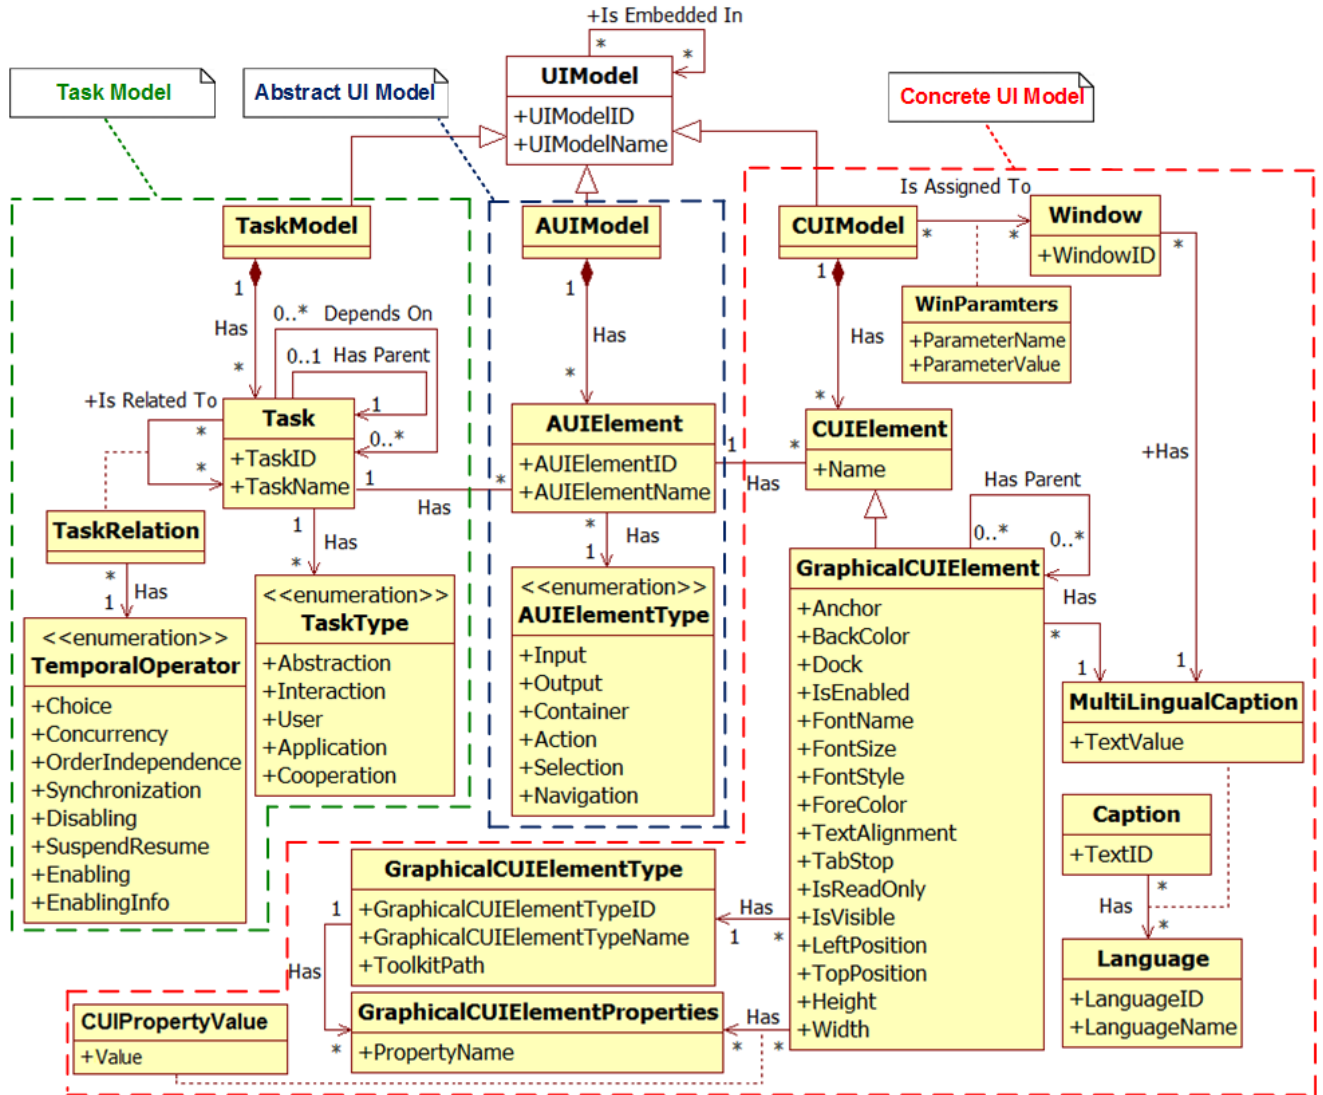 +Is Embedded In
*
*
UIModel
+UIModelID
+UIModelName
Task Model
Abstract UI Model
Concrete UI Model
TaskModel
1
Has
*
0..* Depends On
0..1 Has Parent
1
0..*
+Is Related To
*
*
Task
+TaskID
+TaskName
1
Has
*
TaskRelation
*
Has
1
1
Has
*
<<enumeration>>
TemporalOperator
+Choice
+Concurrency
+OrderIndependence
+Synchronization
+Disabling
+SuspendResume
+Enabling
+EnablingInfo
<<enumeration>>
TaskType
+Abstraction
+Interaction
+User
+Application
+Cooperation
AUIModel
1
Has
*
AUIElement
+AUIElementID
+AUIElementName
1
Has
*
*
Has
1
<<enumeration>>
AUIElementType
+Input
+Output
+Container
+Action
+Selection
+Navigation
CUIModel
Is Assigned To
*
*
Window
+WindowID
*
+Has
1
WinParamters
+ParameterName
+ParameterValue
1
Has
*
CUIElement
+Name
Has Parent
0..*
0..*
GraphicalCUIElement
+Anchor
+BackColor
+Dock
+IsEnabled
+FontName
+FontSize
+FontStyle
+ForeColor
+TextAlignment
+TabStop
+IsReadOnly
+IsVisible
+LeftPosition
+TopPosition
+Height
+Width
Has
*
1
MultiLingualCaption
+TextValue
Caption
+TextID
*
Has
*
Language
+LanguageID
+LanguageName
GraphicalCUIElementType
+GraphicalCUIElementTypeID
+GraphicalCUIElementTypeName
+ToolkitPath
Has
1
*
1
Has
*
GraphicalCUIElementProperties
+PropertyName
Has
*
*
CUIPropertyValue
+Value